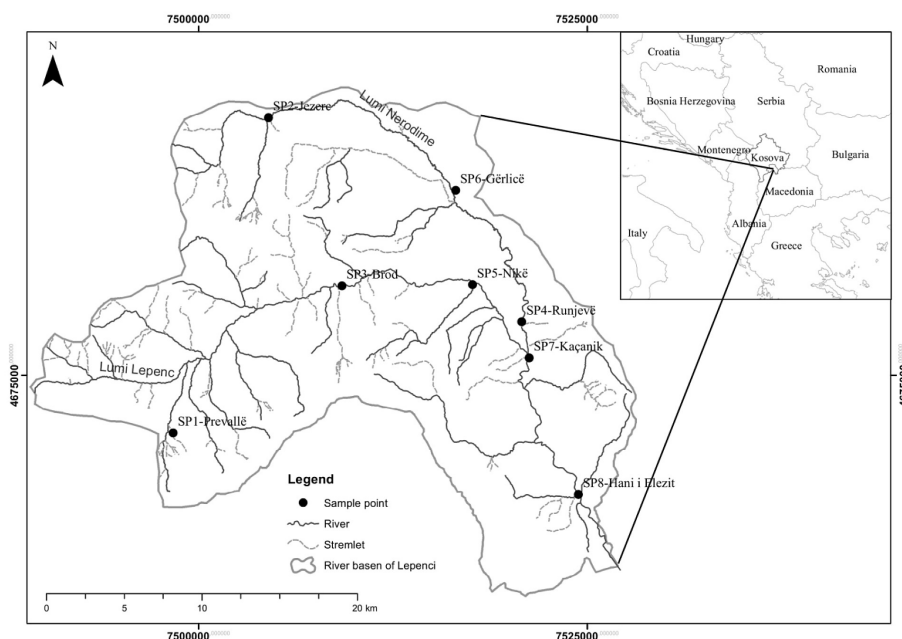 7500000
7525000
N
SP2-Jezerc
Lumi Nerodime
SP6-Gërlicë
SP3-Brod
SP5-Nikë
SP4-Runjevë
SP7-Kaçanik
Lumi Lepenc
SP1-Prevallë
SP8-Hani i Elezit
4675000
4675000
Hungary
Croatia
Romania
Bosnia Herzegovina
Serbia
Montenegro
Kosova
Bulgaria
Macedonia
Albania
Italy
Greece
Legend
Sample point
River
Stremlet
River basen of Lepenci
0 5 10 20 km
7500000
7525000